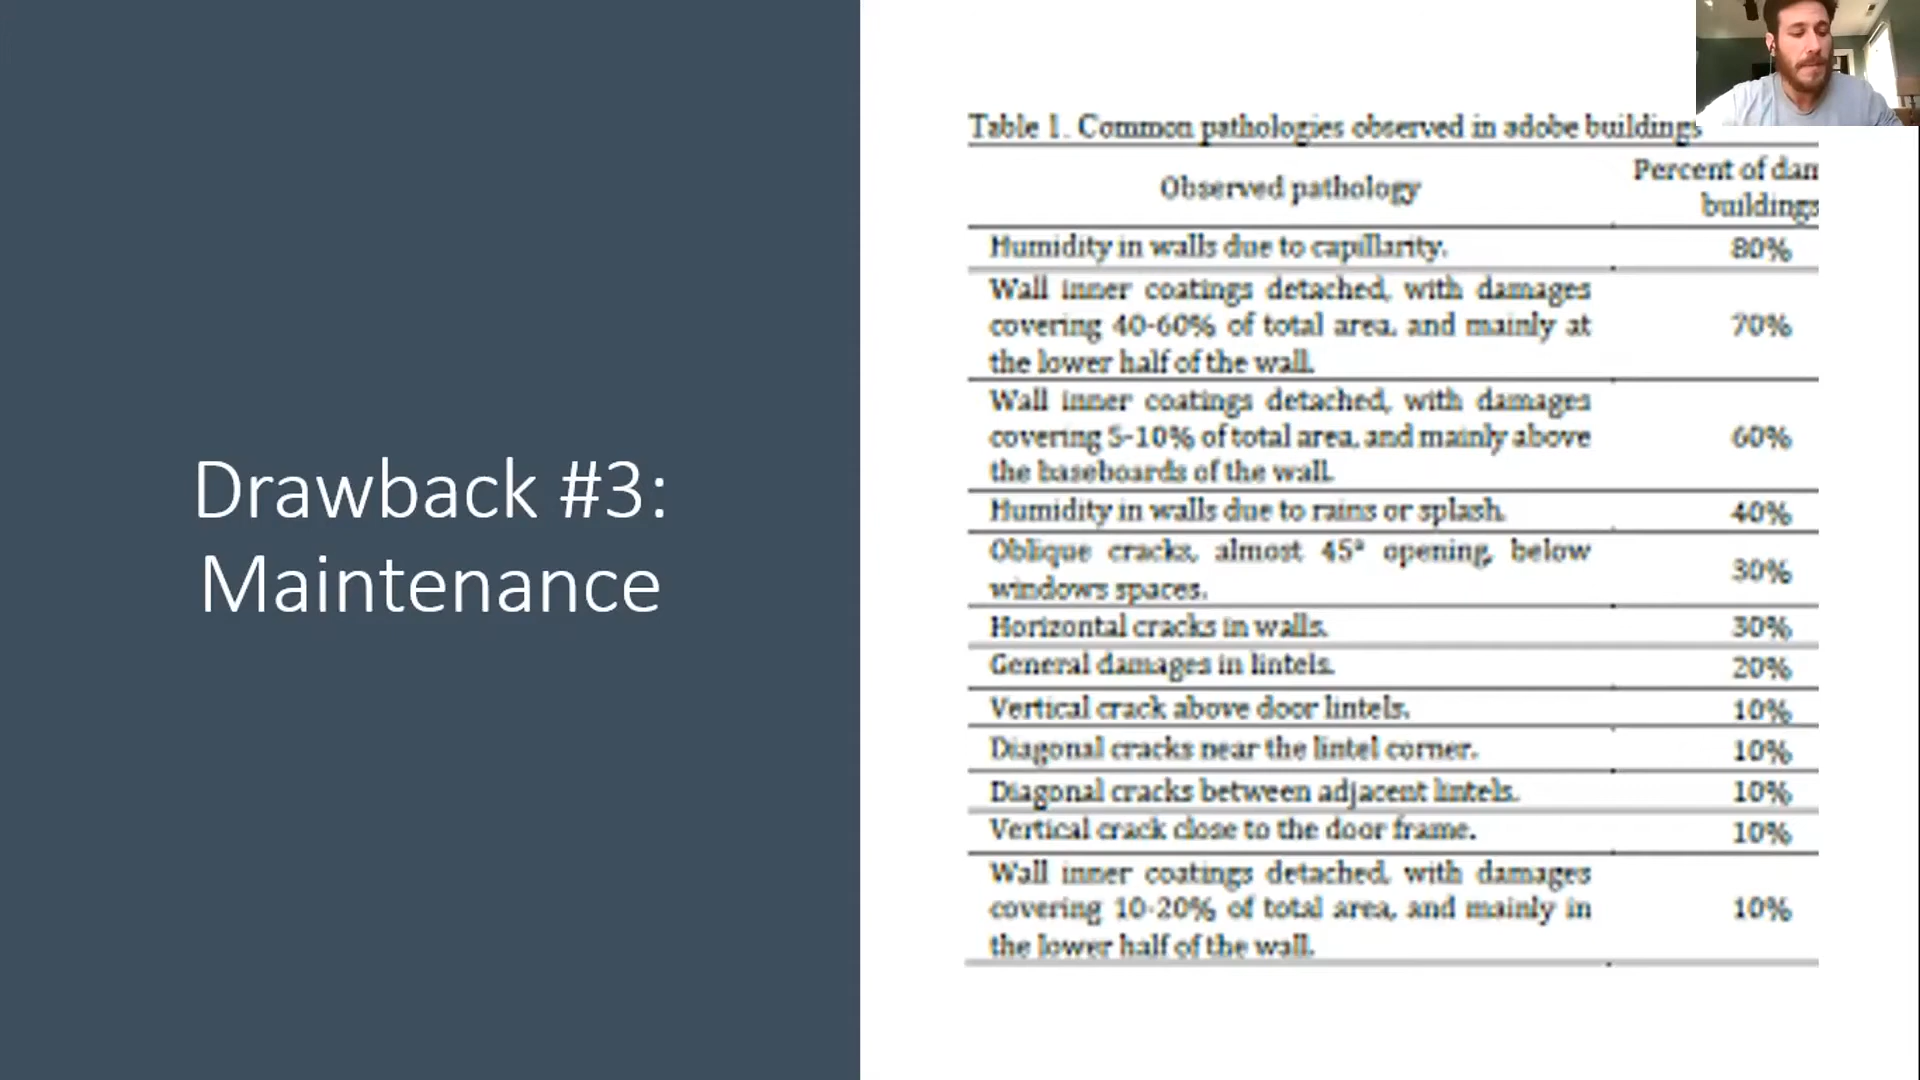 Drawback #3:
Maintenance
Table 1. Common pathologies observed in adobe buildings
Observed pathology
Percent of dam
buildings
Humidity in walls due to capillarity.
80%
Wall inner coatings detached, with damages
covering 40-60% of total area, and mainly at
the lower half of the wall.
70%
Wall inner coatings detached, with damages
covering 5-10% of total area, and mainly above
the baseboards of the wall.
60%
Humidity in walls due to rains or splash.
40%
Oblique cracks, almost 45° opening, below
windows spaces.
30%
Horizontal cracks in walls.
30%
General damages in lintels.
20%
Vertical crack above door lintels.
10%
Diagonal cracks near the lintel corner.
10%
Diagonal cracks between adjacent lintels.
10%
Vertical crack close to the door frame.
10%
Wall inner coatings detached, with damages
covering 10-20% of total area, and mainly in
the lower half of the wall.
10%